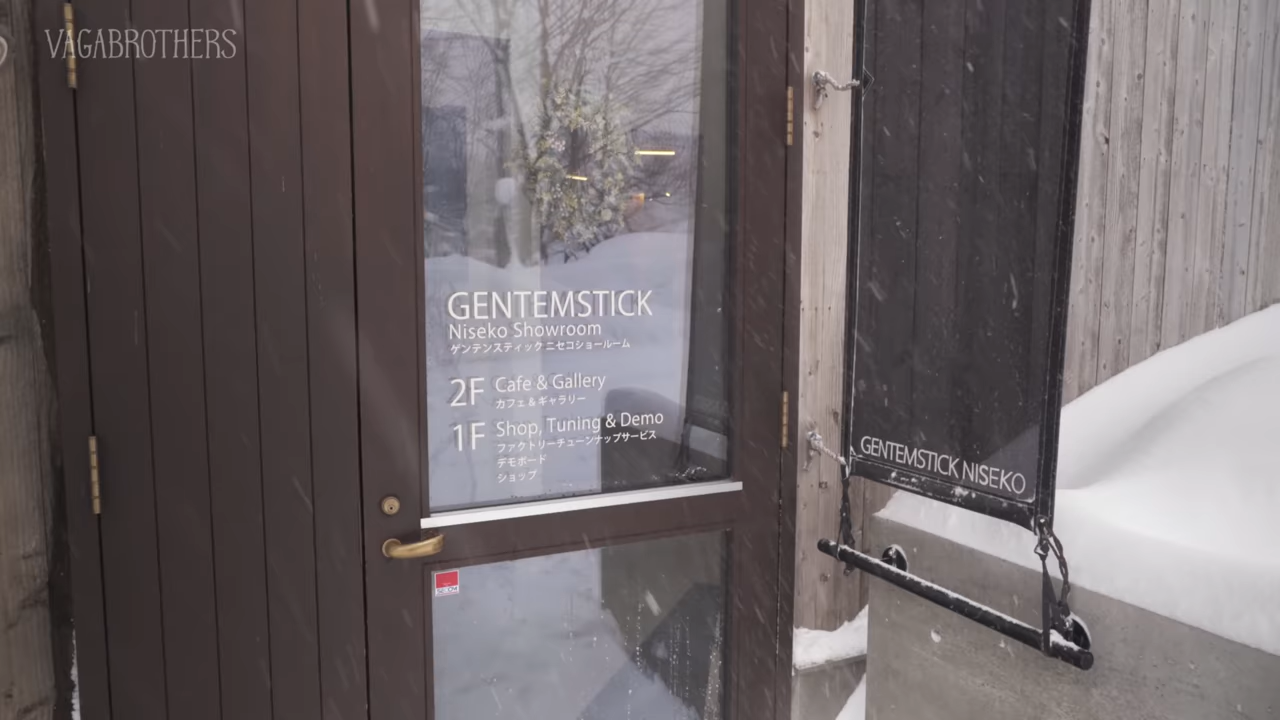 VAGABROTHERS
GENTEMSTICK
Niseko Showroom
ゲンテンスティック ニセコショールーム
2F Cafe & Gallery
カフェ&ギャラリー
1F Shop, Tuning & Demo
ファクトリーチューンナップサービス
デモボード
ショップ
GENTEMSTICK NISEKO